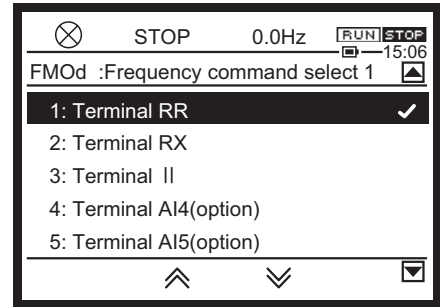 STOP 0.0Hz RUN STOP
15:06
FMOd :Frequency command select 1
1: Terminal RR
2: Terminal RX
3: Terminal II
4: Terminal AI4(option)
5: Terminal AI5(option)